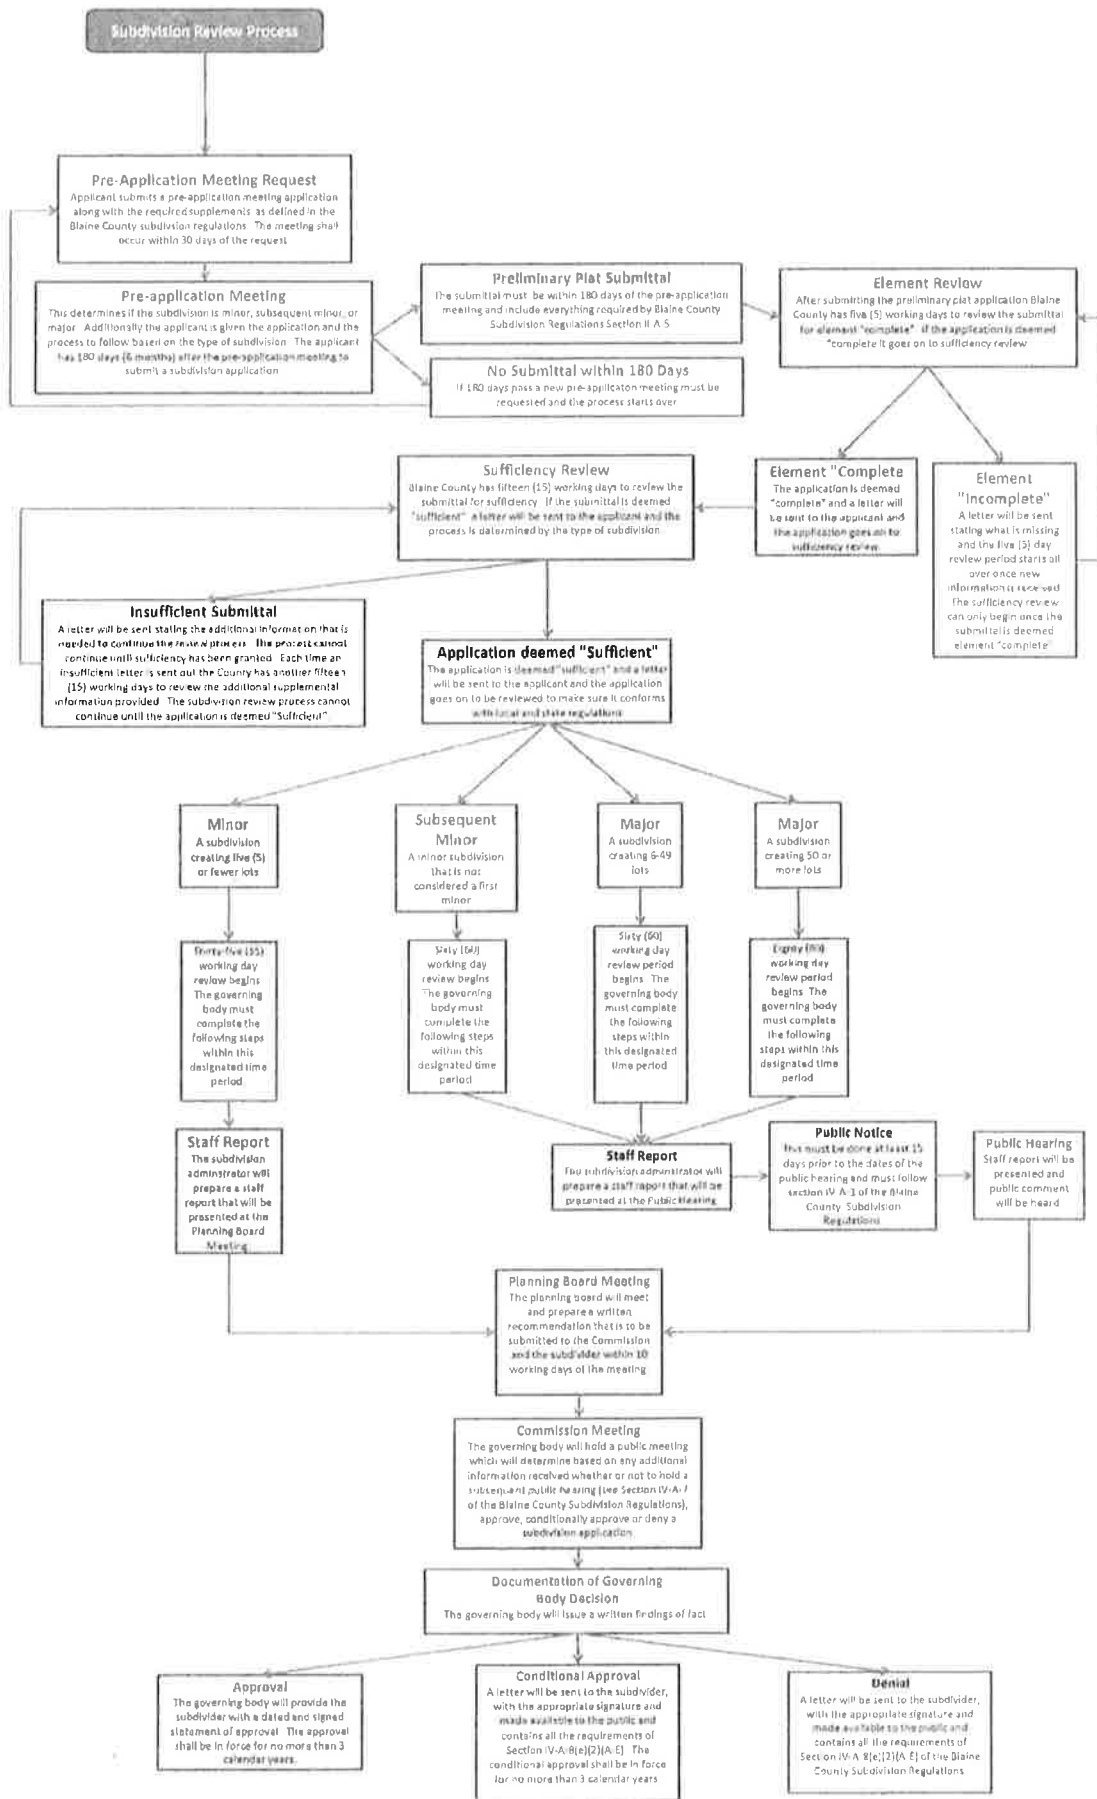 Subdivision Review Process
Pre-Application Meeting Request
Applicant submits a pre-application meeting application
along with the required supplements as defined in the
Blaine County subdivision regulations. The meeting shall
occur within 30 days of the request
Pre-application Meeting
This determines if the subdivision is minor, subsequent minor, or
major. Additionally the applicant is given the application and the
process to follow based on the type of subdivision. The applicant
has 180 days (6 months) after the pre-application meeting to
submit a subdivision application
Preliminary Plat Submittal
The submittal must be within 180 days of the pre-application
meeting and include everything required by Blaine County
Subdivision Regulations Section II-A-5
No Submittal within 180 Days
If 180 days pass a new pre-applicaton meeting must be
requested and the process starts over
Element Review
After submitting the preliminary plat application Blaine
County has five (5) working days to review the submittal
for element "complete". If the application is deemed
"complete it goes on to sufficiency review
Sufficiency Review
Blaine County has fifteen (15) working days to review the
submittal for sufficiency. If the submittal is deemed
"sufficient" a letter will be sent to the applicant and the
process is determined by the type of subdivision
Element "Complete
The application is deemed
"complete" and a letter will
be sent to the applicant and
the application goes on to
sufficiency review
Element
"Incomplete"
A letter will be sent
stating what is missing
and the five (5) day
review period starts all
over once new
information is received
The sufficiency review
can only begin once the
submittal is deemed
element "complete"
Insufficient Submittal
A letter will be sent stating the additional information that is
needed to continue the review process. The process cannot
continue until sufficiency has been granted. Each time an
insufficient letter is sent out the County has another fifteen
(15) working days to review the additional supplemental
information provided. The subdivision review process cannot
continue until the application is deemed "Sufficient"
Application deemed "Sufficient"
The application is deemed "sufficient" and a letter
will be sent to the applicant and the application
goes on to be reviewed to make sure it conforms
with local and state regulations
Minor
A subdivision
creating five (5)
or fewer lots
Subsequent
Minor
A minor subdivision
that is not
considered a first
minor
Major
A subdivision
creating 6-49
lots
Major
A subdivision
creating 50 or
more lots
Thirty-five (35)
working day
review begins
The governing
body must
complete the
following steps
within this
designated time
period
Sixty (60)
working day
review begins
The governing
body must
complete the
following steps
within this
designated time
period
Sixty (60)
working day
review period
begins. The
governing body
must complete
the following
steps within
this designated
time period
Eighty (80)
working day
review period
begins. The
governing body
must complete
the following
steps within this
designated time
period
Staff Report
The subdivision
administrator will
prepare a staff
report that will be
presented at the
Planning Board
Meeting
Staff Report
The subdivision administrator will
prepare a staff report that will be
presented at the Public Hearing
Public Notice
This must be done at least 15
days prior to the dates of the
public hearing and must follow
section IV-A-3 of the Blaine
County Subdivision
Regulations
Public Hearing
Staff report will be
presented and
public comment
will be heard
Planning Board Meeting
The planning board will meet
and prepare a written
recommendation that is to be
submitted to the Commission
and the subdivider within 10
working days of the meeting
Commission Meeting
The governing body will hold a public meeting
which will determine based on any additional
information received whether or not to hold a
subsequent public hearing (see Section IV-A-7
of the Blaine County Subdivision Regulations),
approve, conditionally approve or deny a
subdivision application
Documentation of Governing
Body Decision
The governing body will issue a written findings of fact
Approval
The governing body will provide the
subdivider with a dated and signed
statement of approval. The approval
shall be in force for no more than 3
calendar years.
Conditional Approval
A letter will be sent to the subdivider,
with the appropriate signature and
made available to the public and
contains all the requirements of
Section IV-A-8(e)(2)(A-E). The
conditional approval shall be in force
for no more than 3 calendar years
Denial
A letter will be sent to the subdivider,
with the appropriate signature and
made available to the public and
contains all the requirements of
Section IV-A-8(e)(2)(A-E) of the Blaine
County Subdivision Regulations